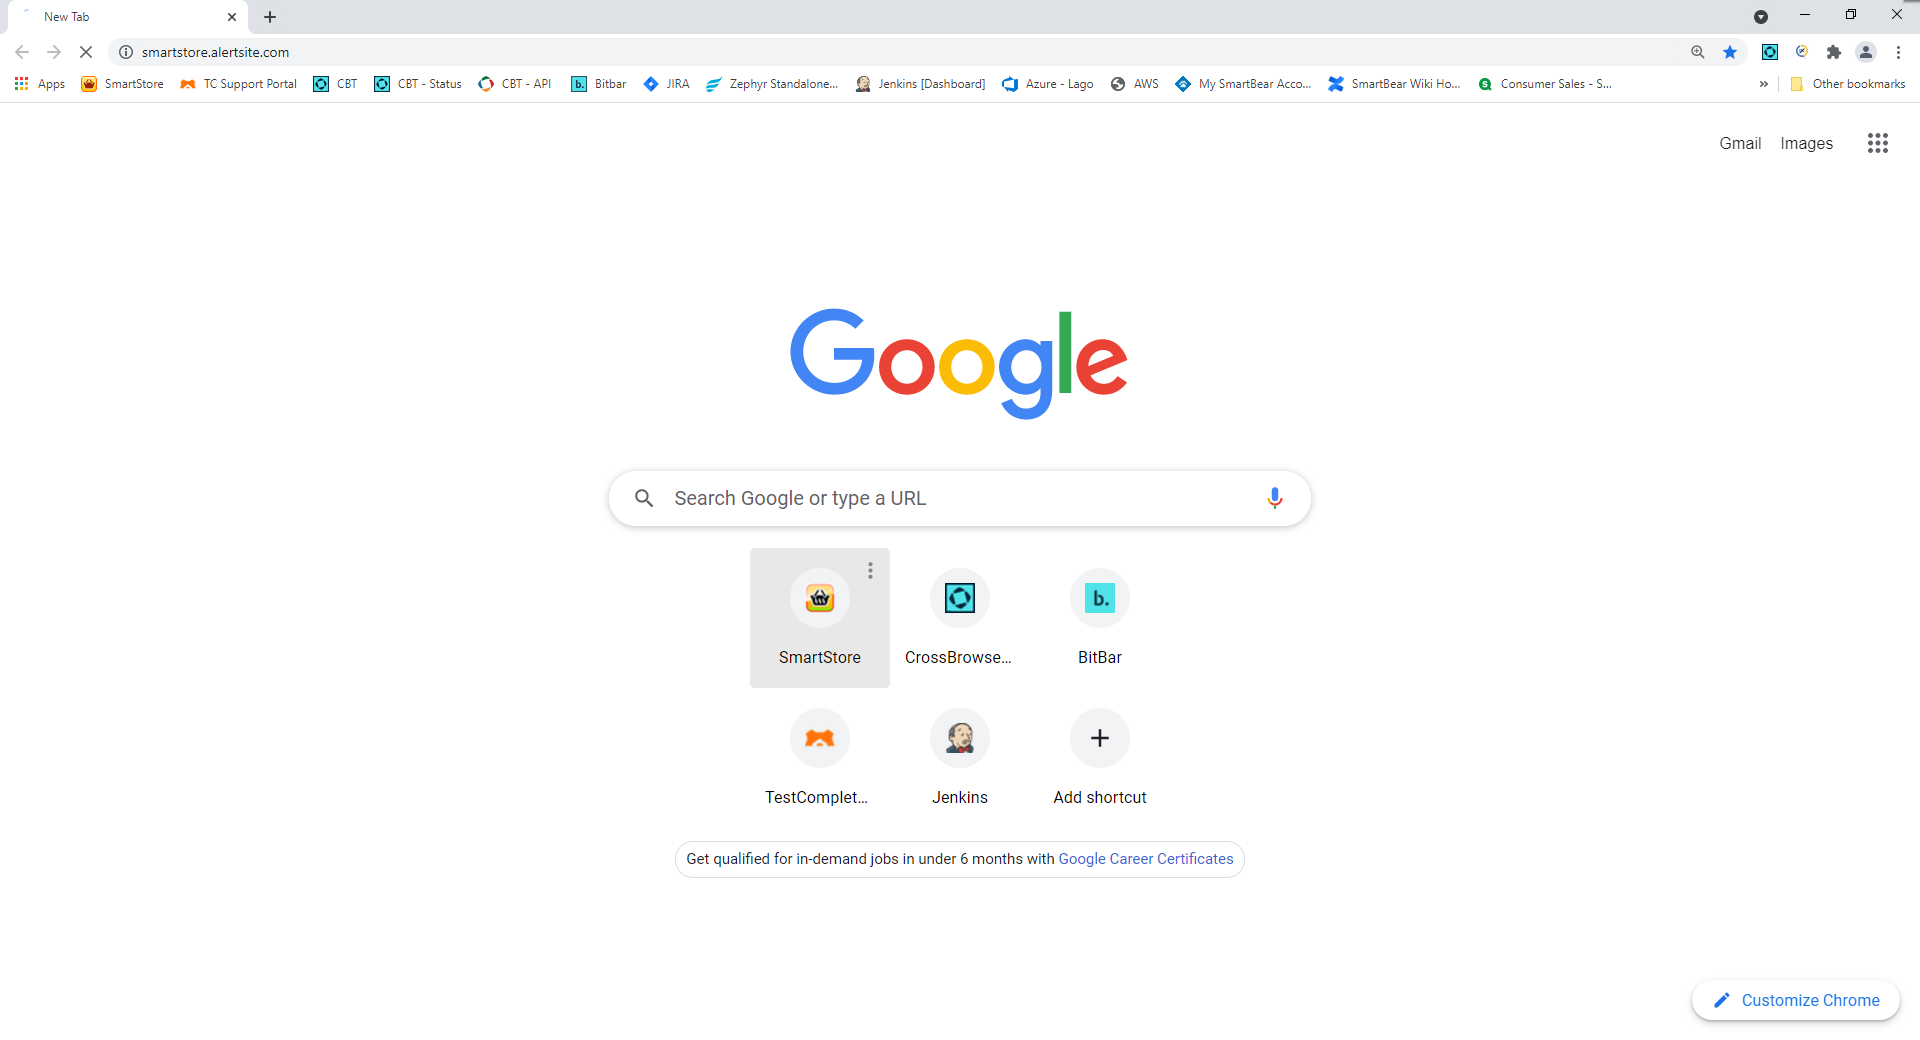 New Tab
smartstore.alertsite.com
Apps SmartStore TC Support Portal CBT CBT - Status CBT - API b. Bitbar JIRA Zephyr Standalone... Jenkins [Dashboard] Azure - Lago AWS My SmartBear Acco... SmartBear Wiki Ho... S Consumer Sales - S... » Other bookmarks
Gmail Images
Google
Search Google or type a URL
b.
SmartStore CrossBrowse... BitBar
TestComplet... Jenkins Add shortcut
Get qualified for in-demand jobs in under 6 months with Google Career Certificates
Customize Chrome